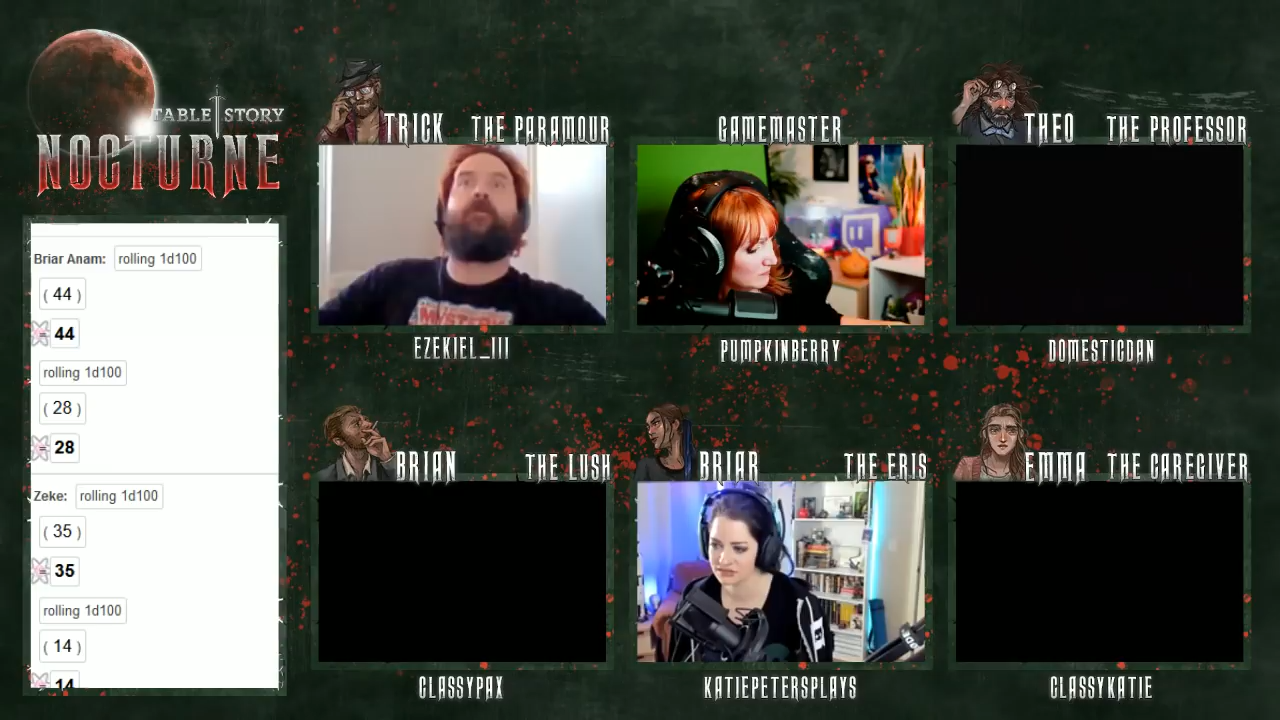 TABLE STORY
NOCTURNE
TRICK THE PARAMOUR
GAMEMASTER
THEO THE PROFESSOR
EZEKIEL_III
PUMPKINBERRY
DOMESTICDAN
Briar Anam: rolling 1d100
( 44 )
= 44
rolling 1d100
( 28 )
= 28
Zeke: rolling 1d100
( 35 )
= 35
rolling 1d100
( 14 )
= 14
BRIAN THE LUSH
BRIAR THE ERIS
EMMA THE CAREGIVER
CLASSYPAX
KATIEPETERSPLAYS
CLASSYKATIE
MYSTERY
RODE